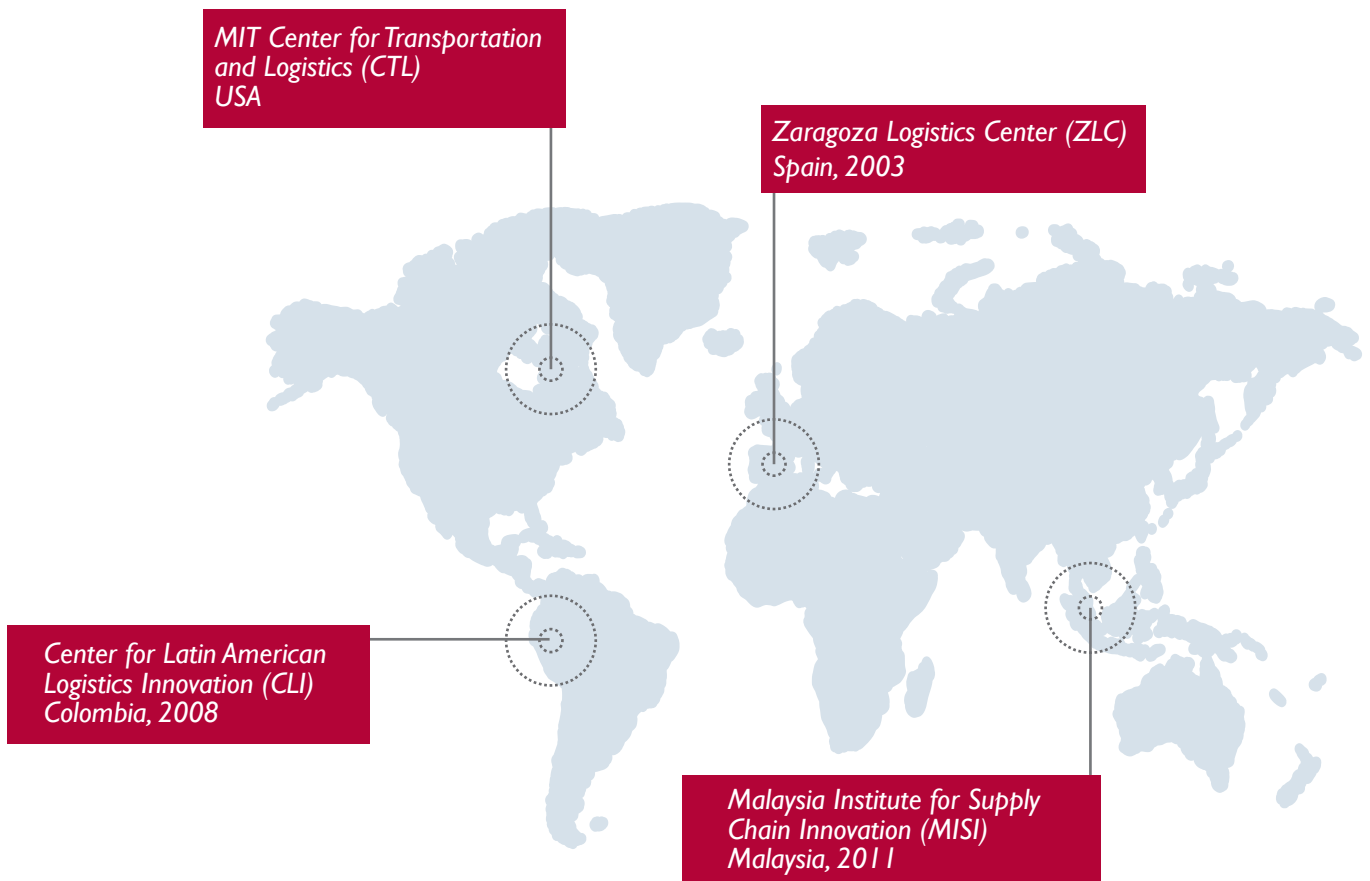 MIT Center for Transportation
and Logistics (CTL)
USA
Zaragoza Logistics Center (ZLC)
Spain, 2003
Center for Latin American
Logistics Innovation (CLI)
Colombia, 2008
Malaysia Institute for Supply
Chain Innovation (MISI)
Malaysia, 2011